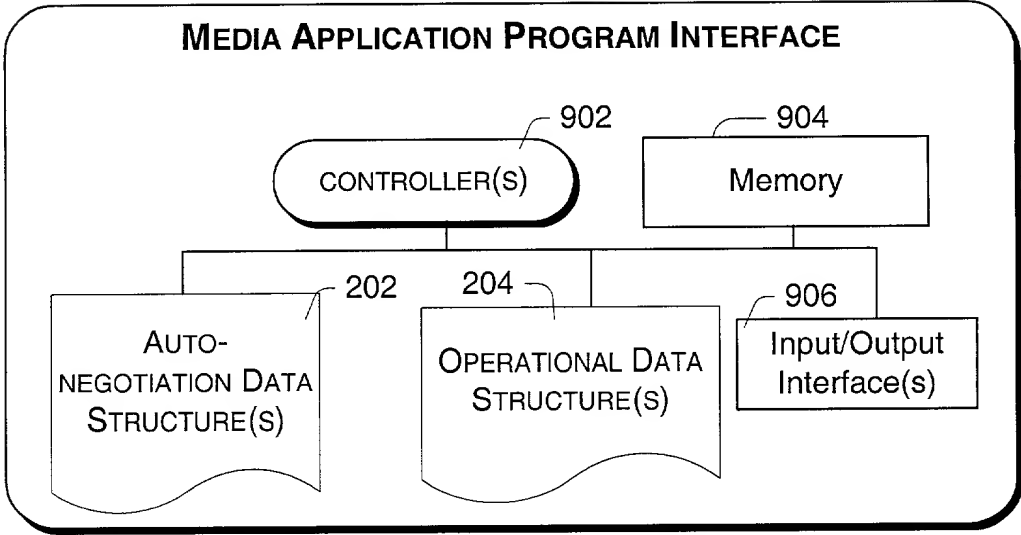 MEDIA APPLICATION PROGRAM INTERFACE
902
904
CONTROLLER(S)
Memory
202
204
906
AUTO-
NEGOTIATION DATA
STRUCTURE(S)
OPERATIONAL DATA
STRUCTURE(S)
Input/Output
Interface(s)